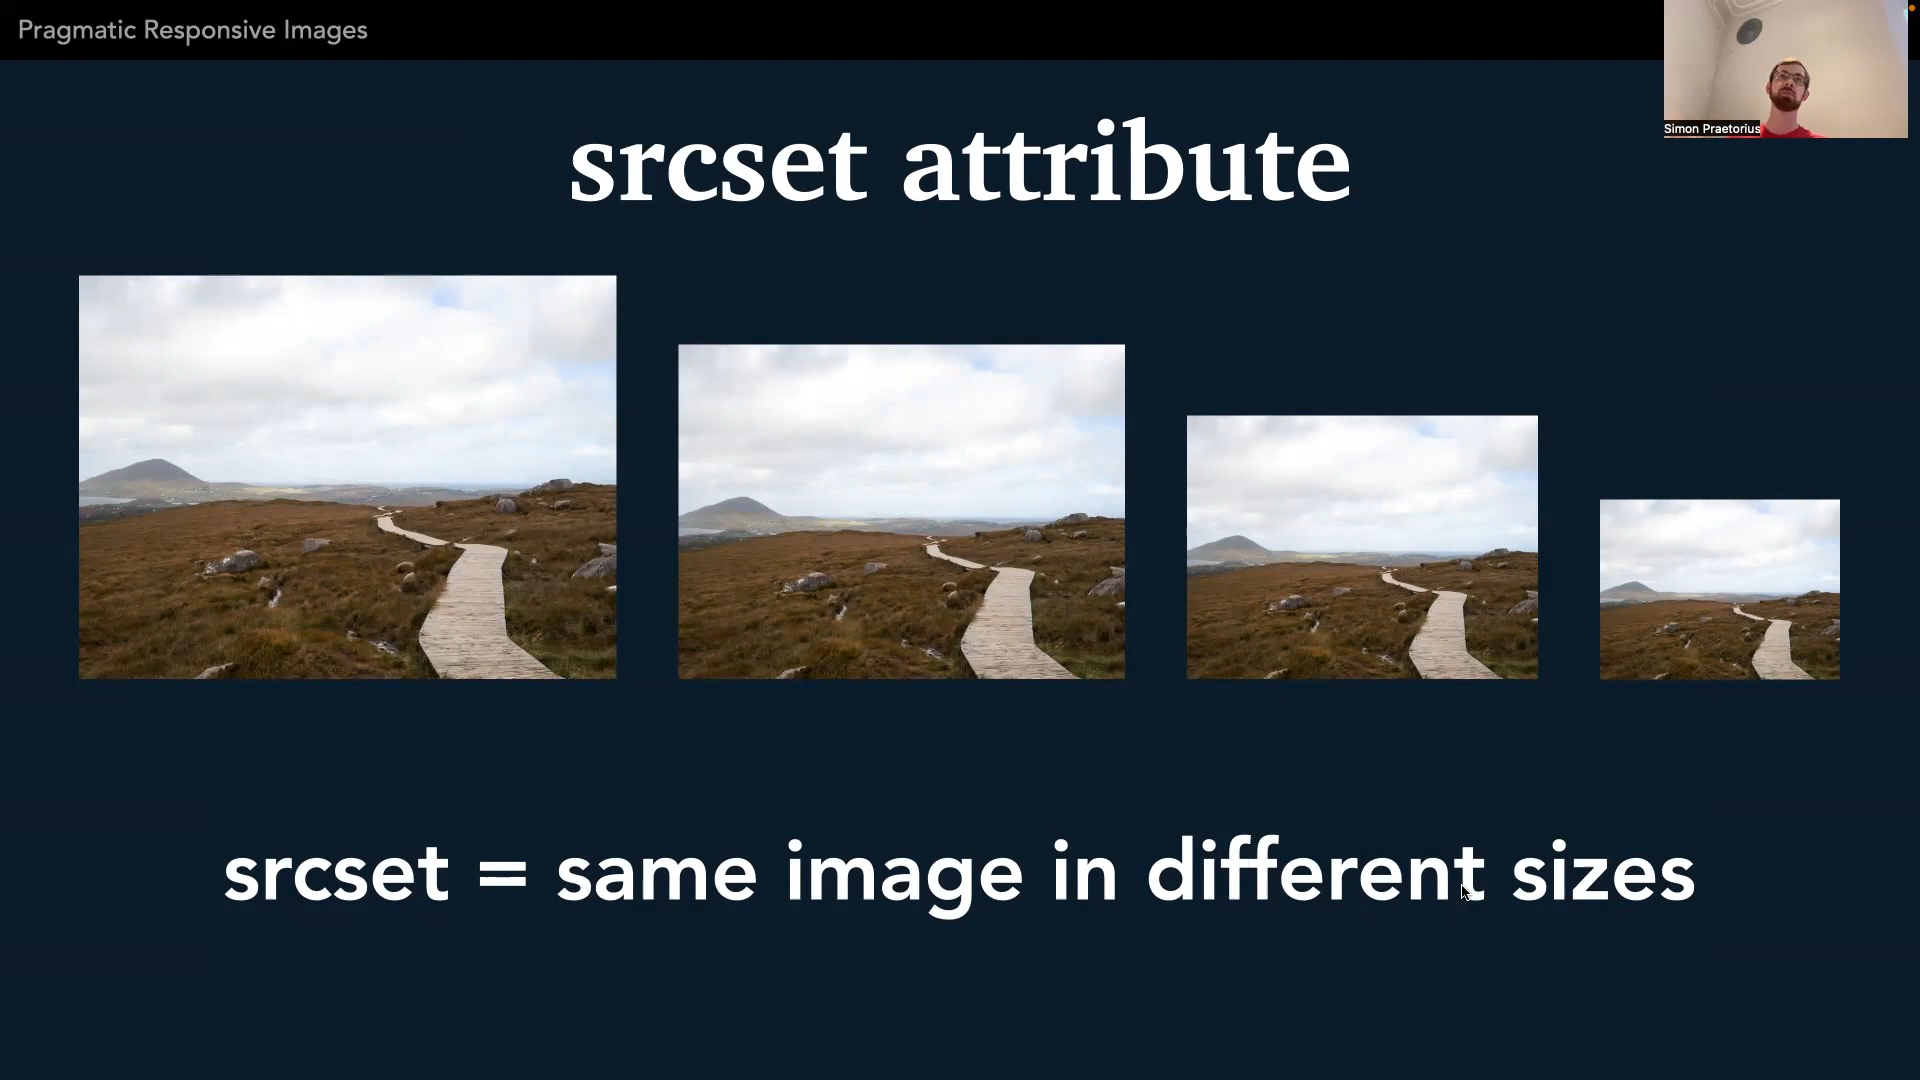 Pragmatic Responsive Images
Simon Praetorius
srcset attribute
srcset = same image in different sizes